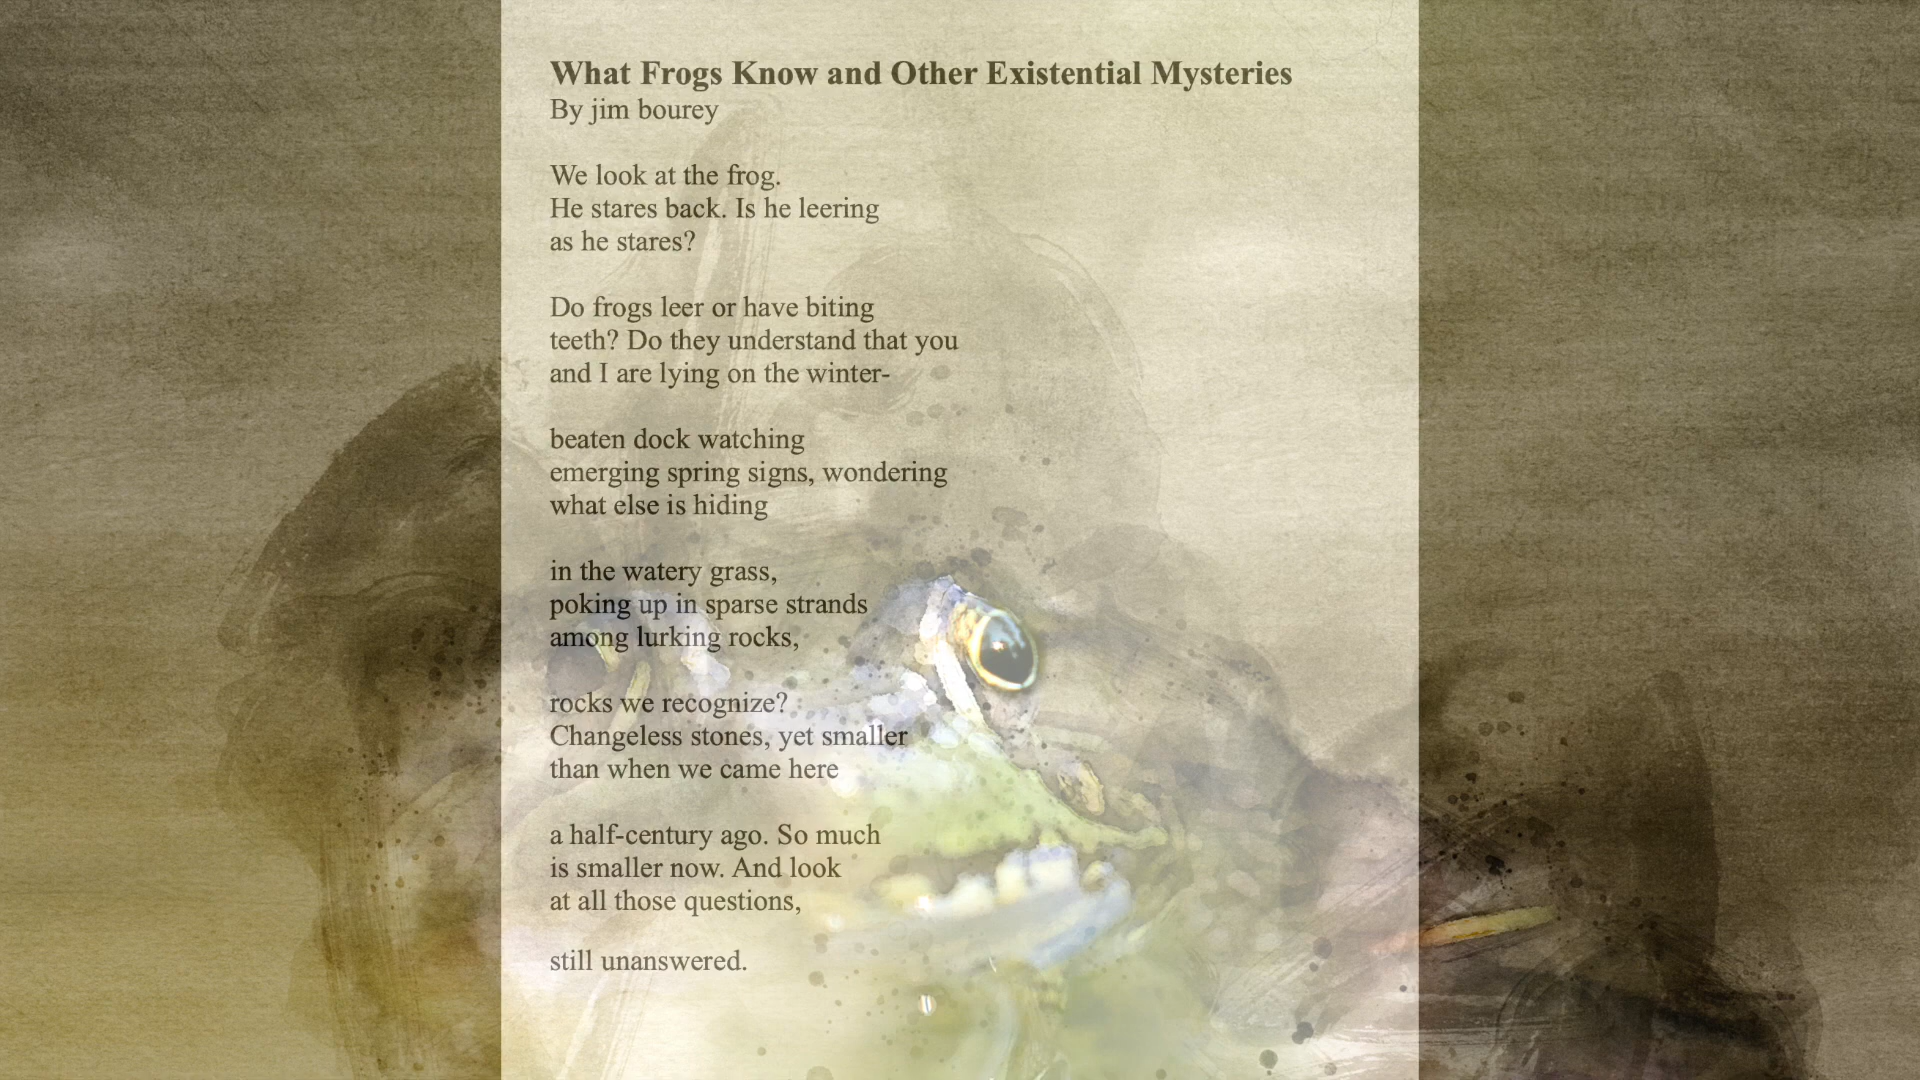 What Frogs Know and Other Existential Mysteries
By jim bourey
We look at the frog.
He stares back. Is he leering
as he stares?
Do frogs leer or have biting
teeth? Do they understand that you
and I are lying on the winter-
beaten dock watching
emerging spring signs, wondering
what else is hiding
in the watery grass,
poking up in sparse strands
among lurking rocks,
rocks we recognize?
Changeless stones, yet smaller
than when we came here
a half-century ago. So much
is smaller now. And look
at all those questions,
still unanswered.